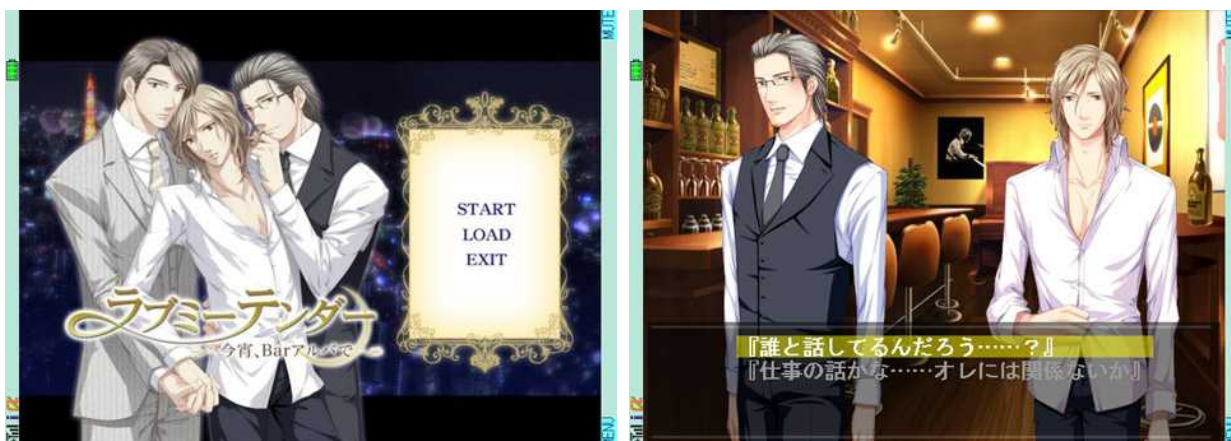 MUTE
START
LOAD
EXIT
ラブミーテンダー
今宵、Barアルバで
『誰と話してるんだろう……？』
『仕事の話かな……オレには関係ないか』